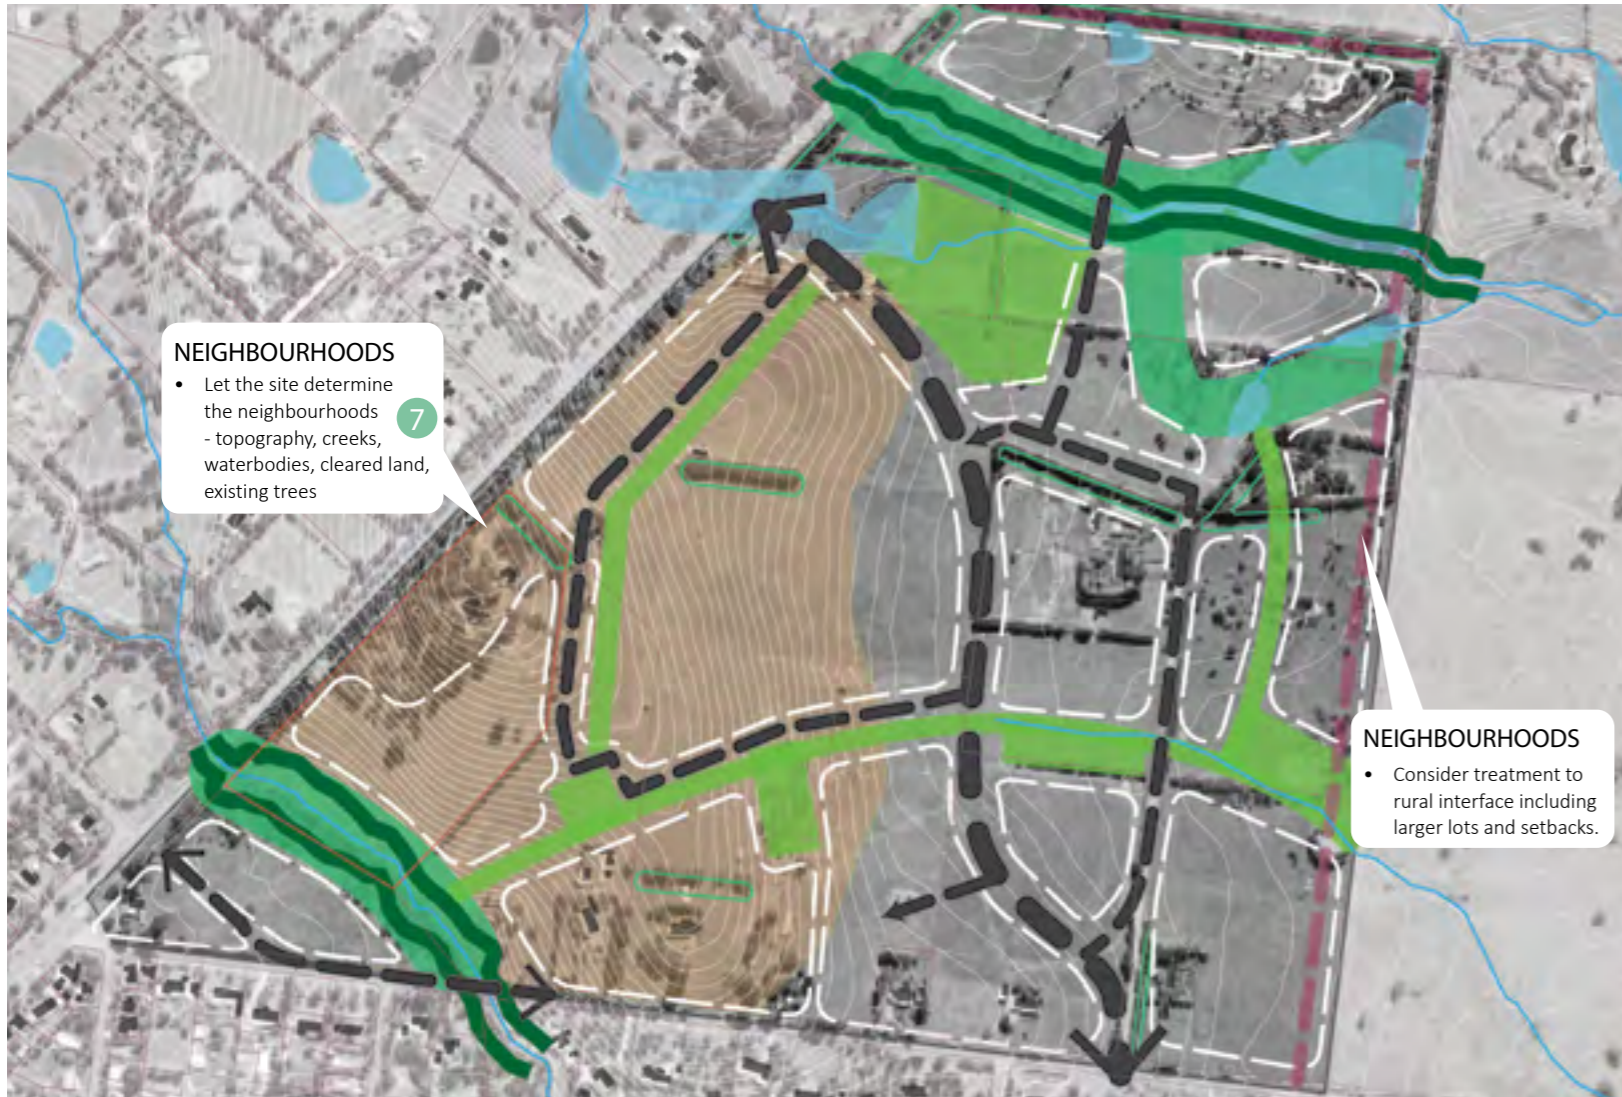 NEIGHBOURHOODS
• Let the site determine
the neighbourhoods
- topography, creeks,
waterbodies, cleared land,
existing trees
7
NEIGHBOURHOODS
• Consider treatment to
rural interface including
larger lots and setbacks.